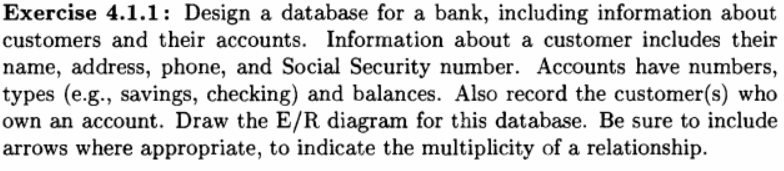 Exercise 4.1.1: Design a database for a bank, including information about
customers and their accounts. Information about a customer includes their
name, address, phone, and Social Security number. Accounts have numbers,
types (e.g., savings, checking) and balances. Also record the customer(s) who
own an account. Draw the E/R diagram for this database. Be sure to include
arrows where appropriate, to indicate the multiplicity of a relationship.